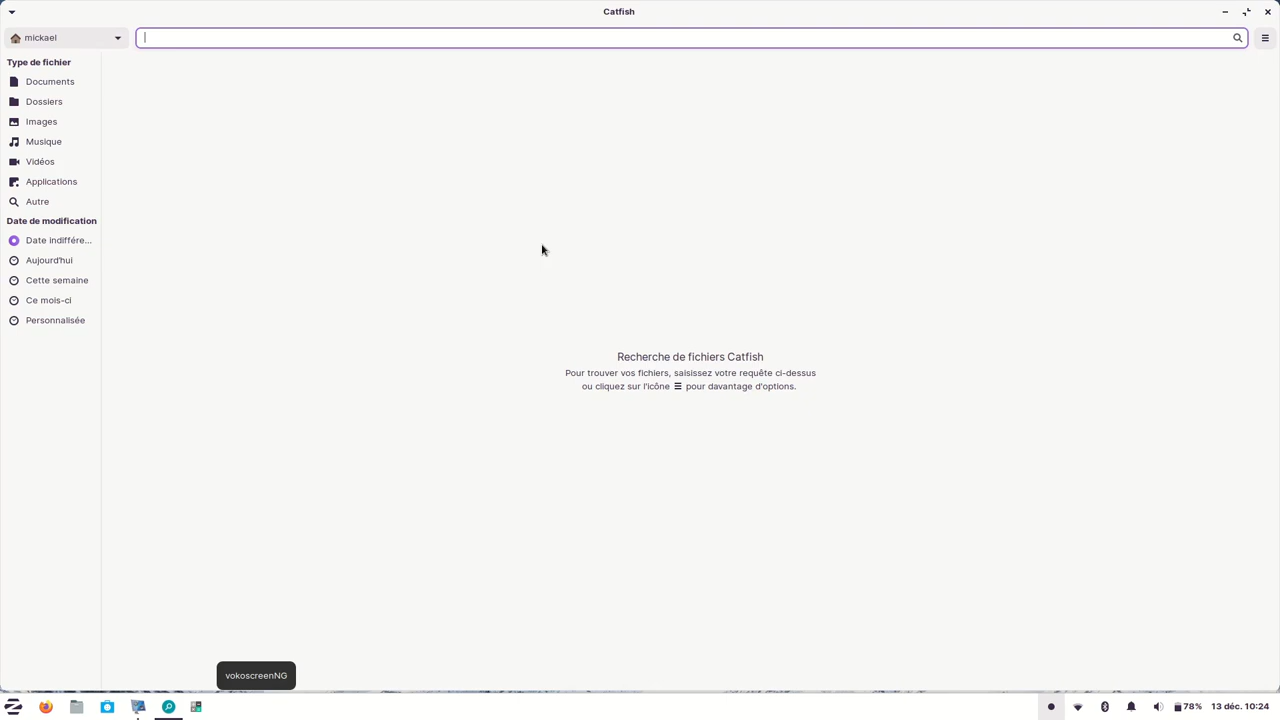 Catfish
mickael
Type de fichier
Documents
Dossiers
Images
Musique
Vidéos
Applications
Autre
Date de modification
Date indiffére...
Aujourd'hui
Cette semaine
Ce mois-ci
Personnalisée
Recherche de fichiers Catfish
Pour trouver vos fichiers, saisissez votre requête ci-dessus
ou cliquez sur l'icône ☰ pour davantage d'options.
vokoscreenNG
78% 13 déc. 10:24